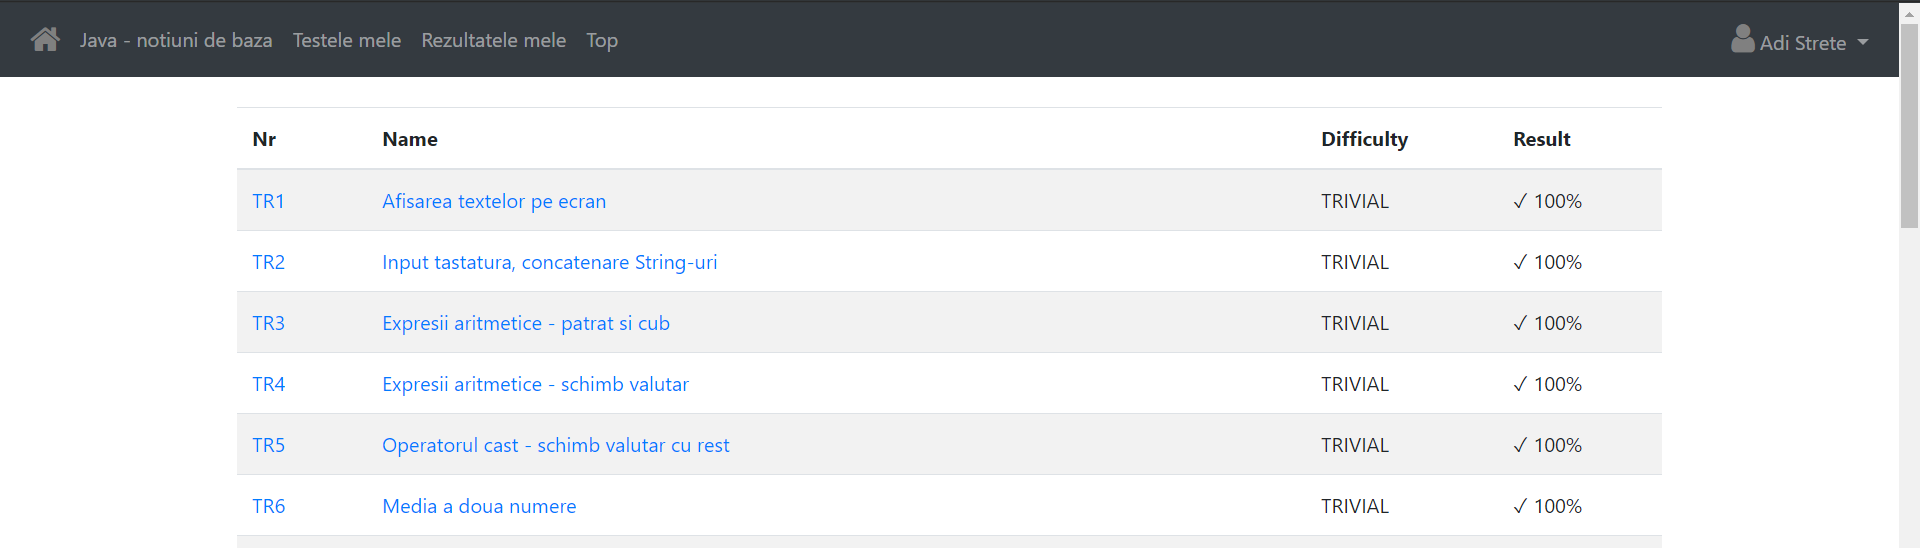 Java - notiuni de baza Testele mele Rezultatele mele Top Adi Strete
Nr Name Difficulty Result
TR1 Afisarea textelor pe ecran TRIVIAL ✓ 100%
TR2 Input tastatura, concatenare String-uri TRIVIAL ✓ 100%
TR3 Expresii aritmetice - patrat si cub TRIVIAL ✓ 100%
TR4 Expresii aritmetice - schimb valutar TRIVIAL ✓ 100%
TR5 Operatorul cast - schimb valutar cu rest TRIVIAL ✓ 100%
TR6 Media a doua numere TRIVIAL ✓ 100%